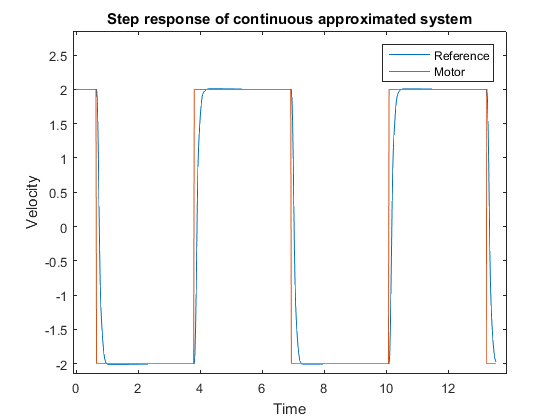 Step response of continuous approximated system
Reference
Motor
2.5
2
1.5
1
0.5
0
-0.5
-1
-1.5
-2
Velocity
0 2 4 6 8 10 12
Time